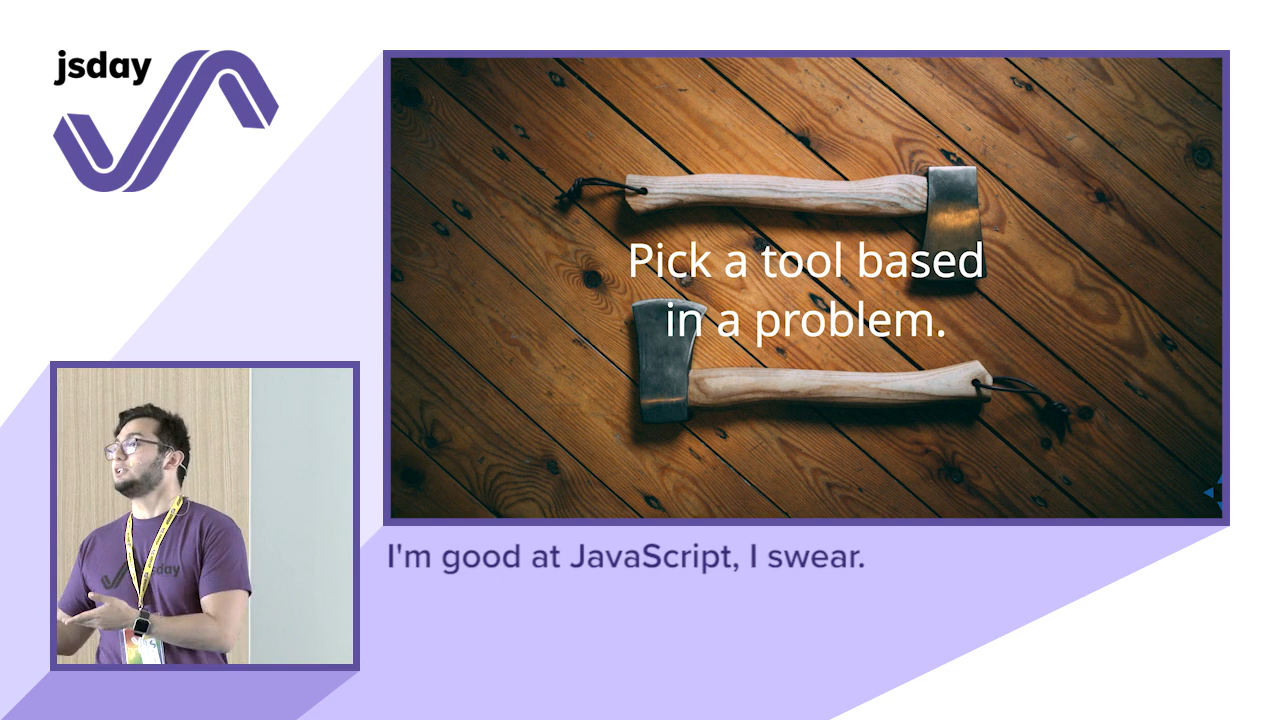 jsday
Pick a tool based
in a problem.
I'm good at JavaScript, I swear.